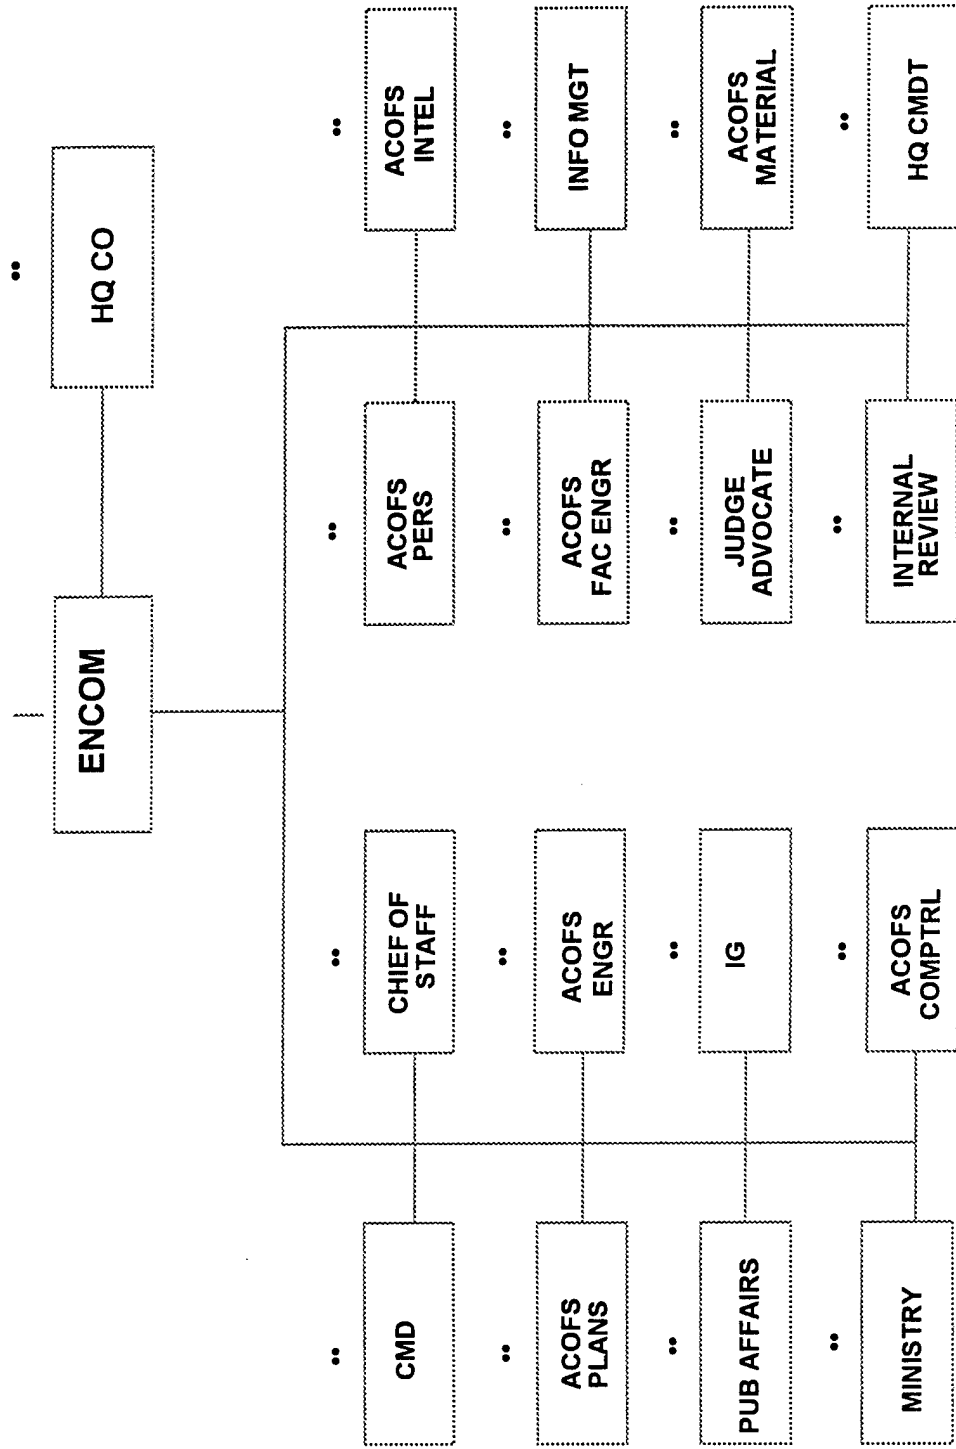 ENCOM
HQ CO
CMD
CHIEF OF
STAFF
ACOFS
PERS
ACOFS
INTEL
ACOFS
PLANS
ACOFS
ENGR
ACOFS
FAC ENGR
INFO MGT
PUB AFFAIRS
IG
JUDGE
ADVOCATE
ACOFS
MATERIAL
MINISTRY
ACOFS
COMPTRL
INTERNAL
REVIEW
HQ CMDT